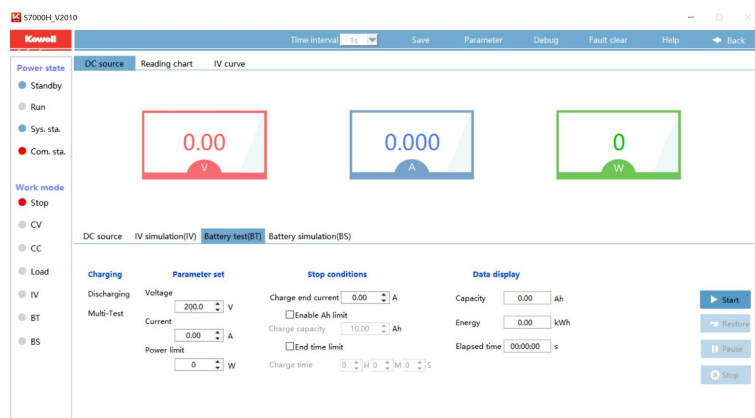 S7000H_V2010
Kewell
Time interval 1s Save Parameter Debug Fault clear Help Back
Power state
Standby
Run
Sys. sta.
Com. sta.
Work mode
Stop
CV
CC
Load
IV
BT
BS
DC source Reading chart IV curve
0.00
V
0.000
A
0
W
DC source IV simulation(IV) Battery test(BT) Battery simulation(BS)
Charging
Discharging
Multi-Test
Parameter set
Voltage
200.0 V
Current
0.00 A
Power limit
0 W
Stop conditions
Charge end current 0.00 A
Enable Ah limit
Charge capacity 10.00 Ah
End time limit
Charge time 0 H 0 M 0 S
Data display
Capacity 0.00 Ah
Energy 0.00 kWh
Elapsed time 00:00:00 s
Start
Restore
Pause
Stop